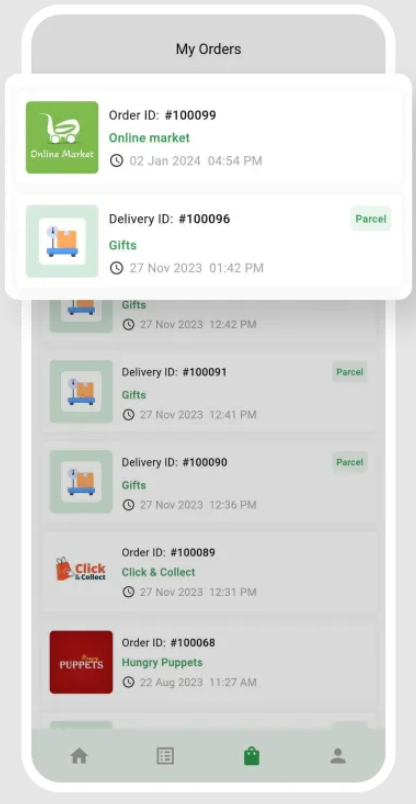 My Orders
Online Market
Order ID: #100099
Online market
02 Jan 2024 04:54 PM
Delivery ID: #100096
Parcel
Gifts
27 Nov 2023 01:42 PM
Gifts
27 Nov 2023 12:42 PM
Delivery ID: #100091
Parcel
Gifts
27 Nov 2023 12:41 PM
Delivery ID: #100090
Parcel
Gifts
27 Nov 2023 12:36 PM
Click
& Collect
Order ID: #100089
Click & Collect
27 Nov 2023 12:31 PM
Hungry
PUPPETS
Order ID: #100068
Hungry Puppets
22 Aug 2023 11:27 AM